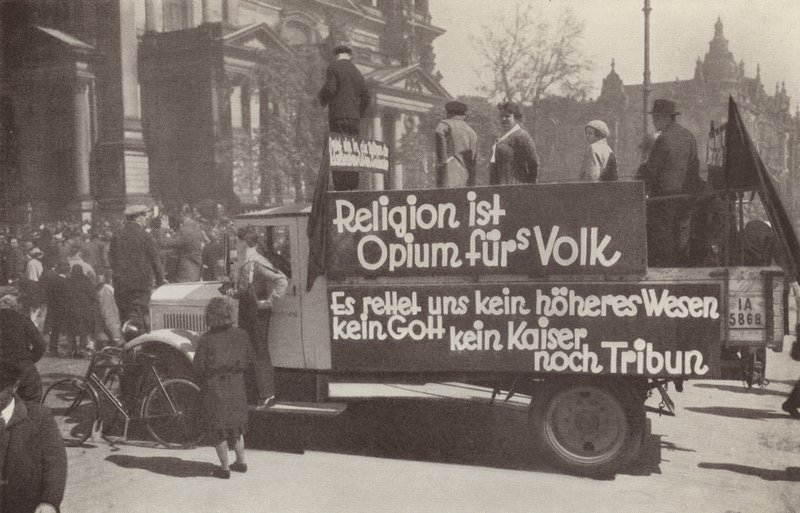 Religion ist
Opium fürs Volk
Es rettet uns kein höheres Wesen
kein Gott kein Kaiser
noch Tribun
IA
5868